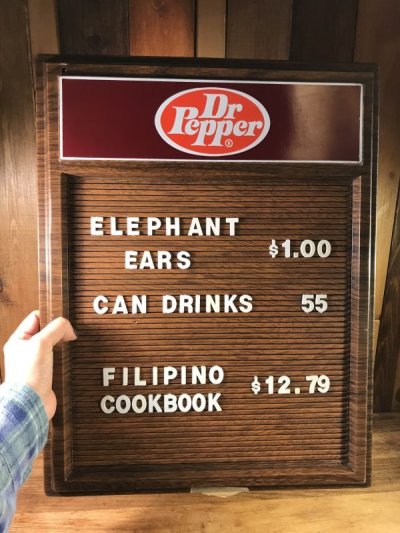 Dr
Pepper®
ELEPHANT
EARS $1.00
CAN DRINKS 55
FILIPINO
COOKBOOK $12.79